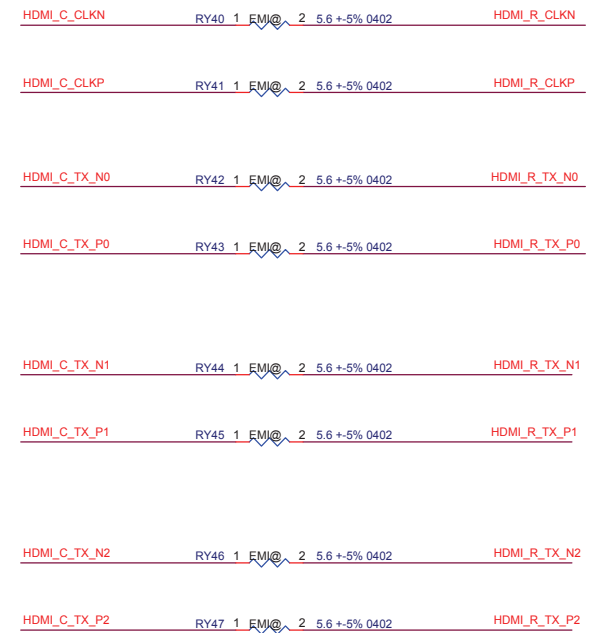 HDMI_C_CLKN RY40 1 EMI@ 2 5.6 +-5% 0402 HDMI_R_CLKN
HDMI_C_CLKP RY41 1 EMI@ 2 5.6 +-5% 0402 HDMI_R_CLKP
HDMI_C_TX_N0 RY42 1 EMI@ 2 5.6 +-5% 0402 HDMI_R_TX_N0
HDMI_C_TX_P0 RY43 1 EMI@ 2 5.6 +-5% 0402 HDMI_R_TX_P0
HDMI_C_TX_N1 RY44 1 EMI@ 2 5.6 +-5% 0402 HDMI_R_TX_N1
HDMI_C_TX_P1 RY45 1 EMI@ 2 5.6 +-5% 0402 HDMI_R_TX_P1
HDMI_C_TX_N2 RY46 1 EMI@ 2 5.6 +-5% 0402 HDMI_R_TX_N2
HDMI_C_TX_P2 RY47 1 EMI@ 2 5.6 +-5% 0402 HDMI_R_TX_P2